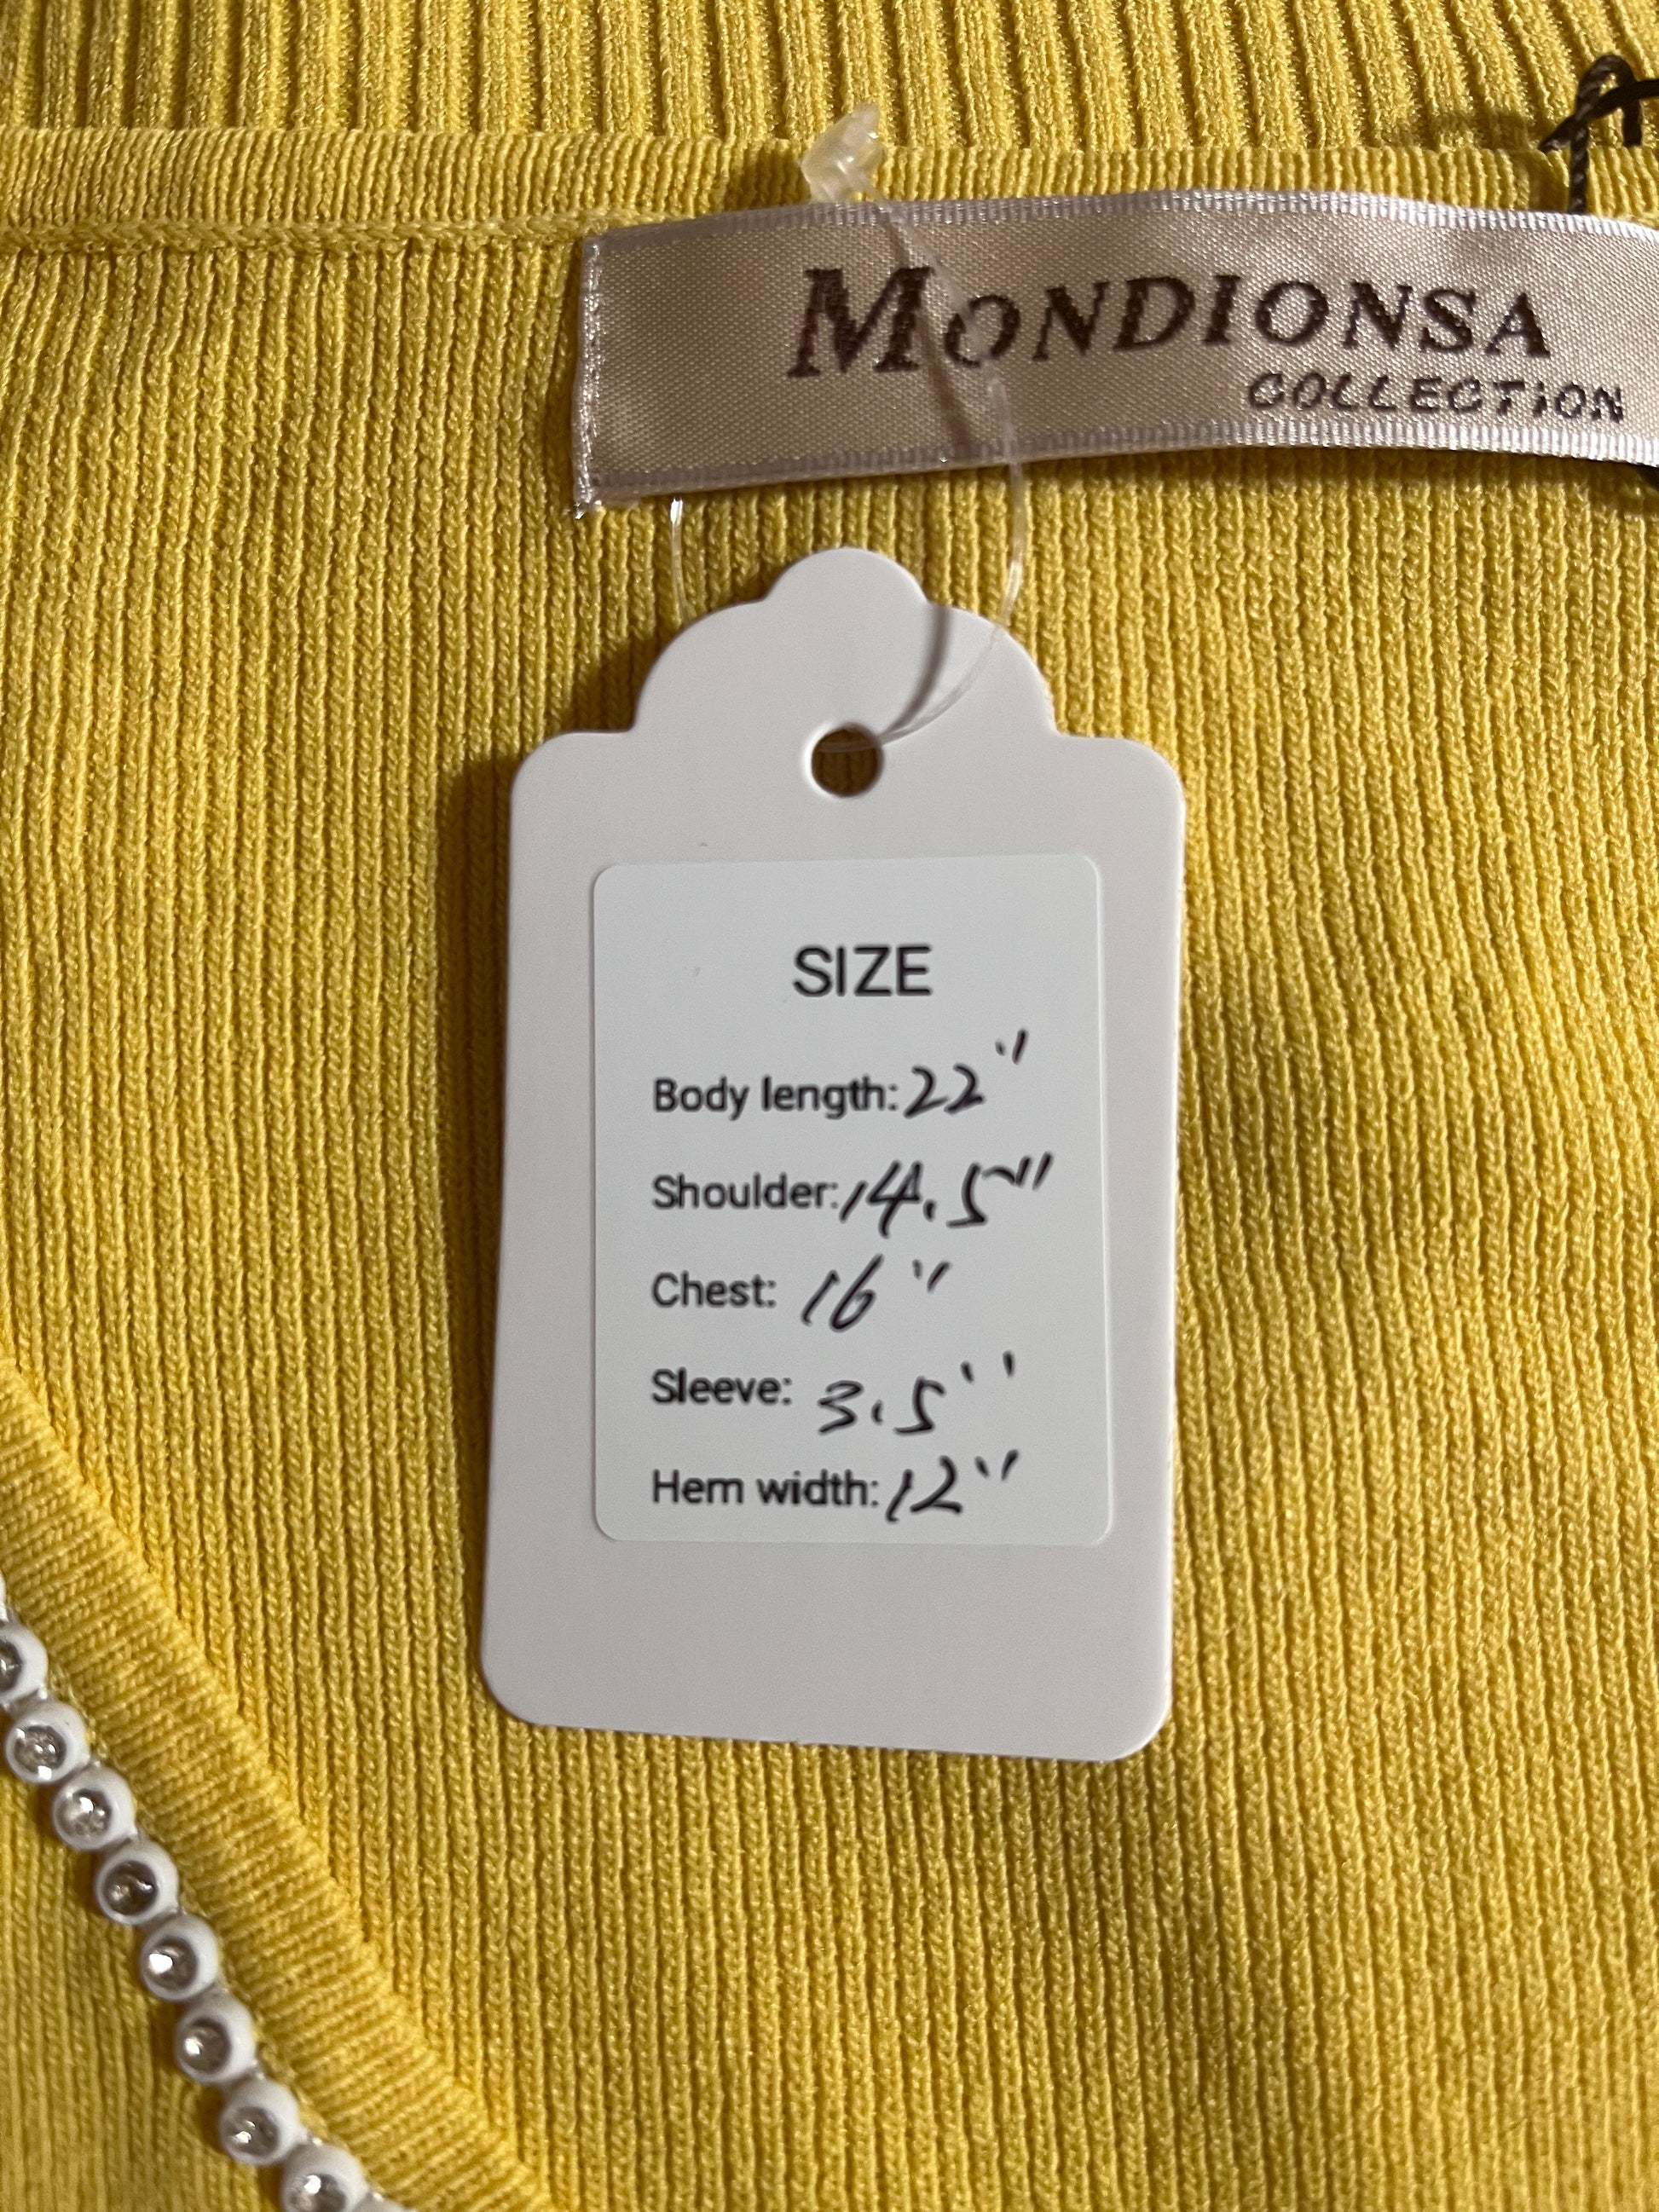 MONDIONSA
COLLECTION
SIZE
Body length: 22"
Shoulder: 14.5"
Chest: 16"
Sleeve: 3.5''
Hem width: 12"